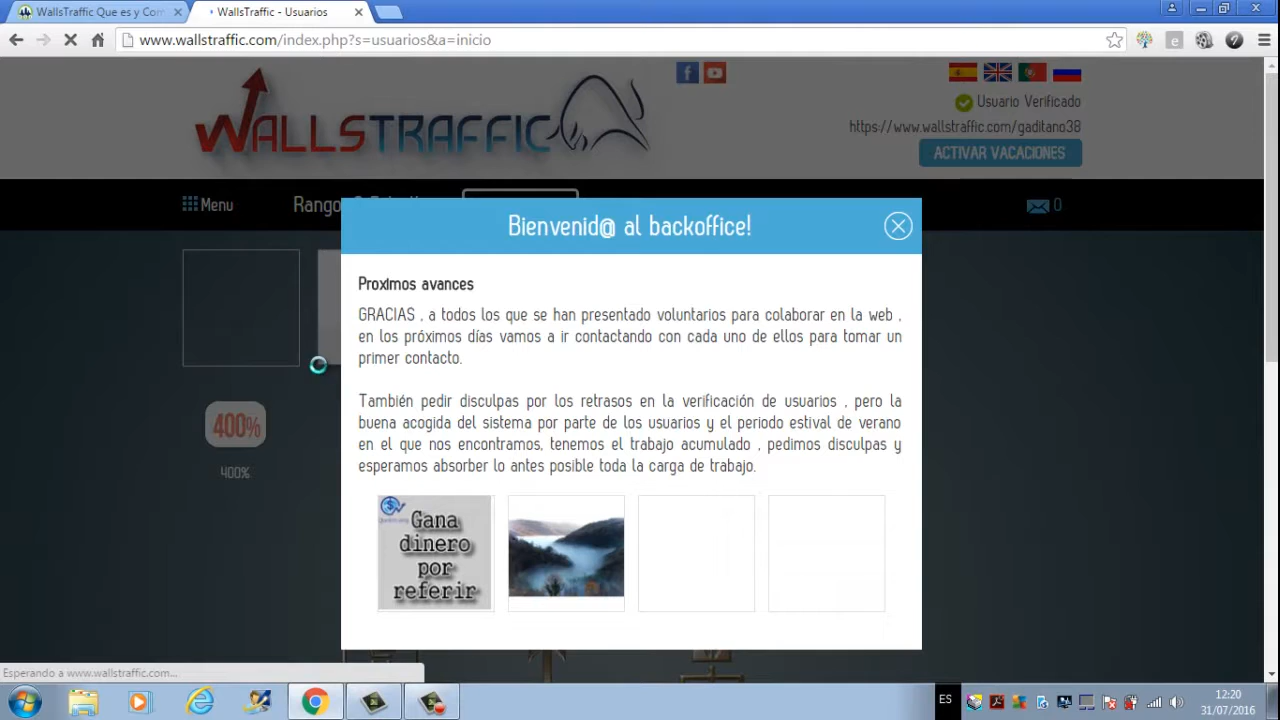 WallsTraffic Que es y Com
WallsTraffic - Usuarios
www.wallstraffic.com/index.php?s=usuarios&a=inicio
WALLSTRAFFIC
Usuario Verificado
https://www.wallstraffic.com/gaditano38
ACTIVAR VACACIONES
Menu
0
Bienvenid@ al backoffice!
Proximos avances
GRACIAS , a todos los que se han presentado voluntarios para colaborar en la web ,
en los próximos días vamos a ir contactando con cada uno de ellos para tomar un
primer contacto.
También pedir disculpas por los retrasos en la verificación de usuarios , pero la
buena acogida del sistema por parte de los usuarios y el periodo estival de verano
en el que nos encontramos, tenemos el trabajo acumulado , pedimos disculpas y
esperamos absorber lo antes posible toda la carga de trabajo.
400%
400%
Gana
dinero
por
referir
Esperando a www.wallstraffic.com...
ES
12:20
31/07/2016